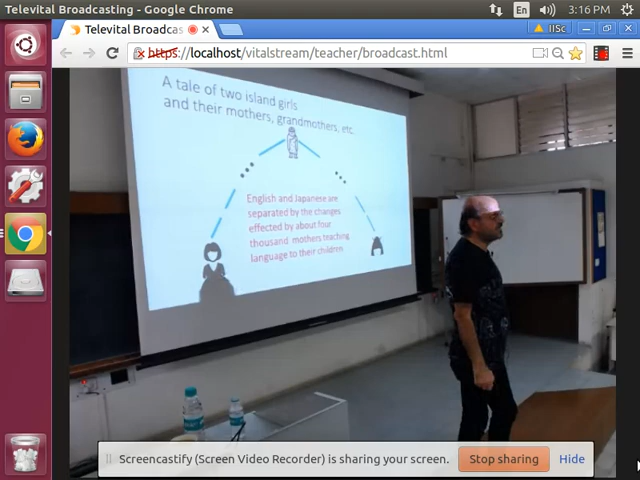 Televital Broadcasting - Google Chrome
En
3:16 PM
Televital Broadcas
IISc
https://localhost/vitalstream/teacher/broadcast.html
A tale of two island girls
and their mothers, grandmothers, etc.
English and Japanese are
separated by the changes
effected by about four
thousand mothers teaching
language to their children
Screencastify (Screen Video Recorder) is sharing your screen.
Stop sharing
Hide